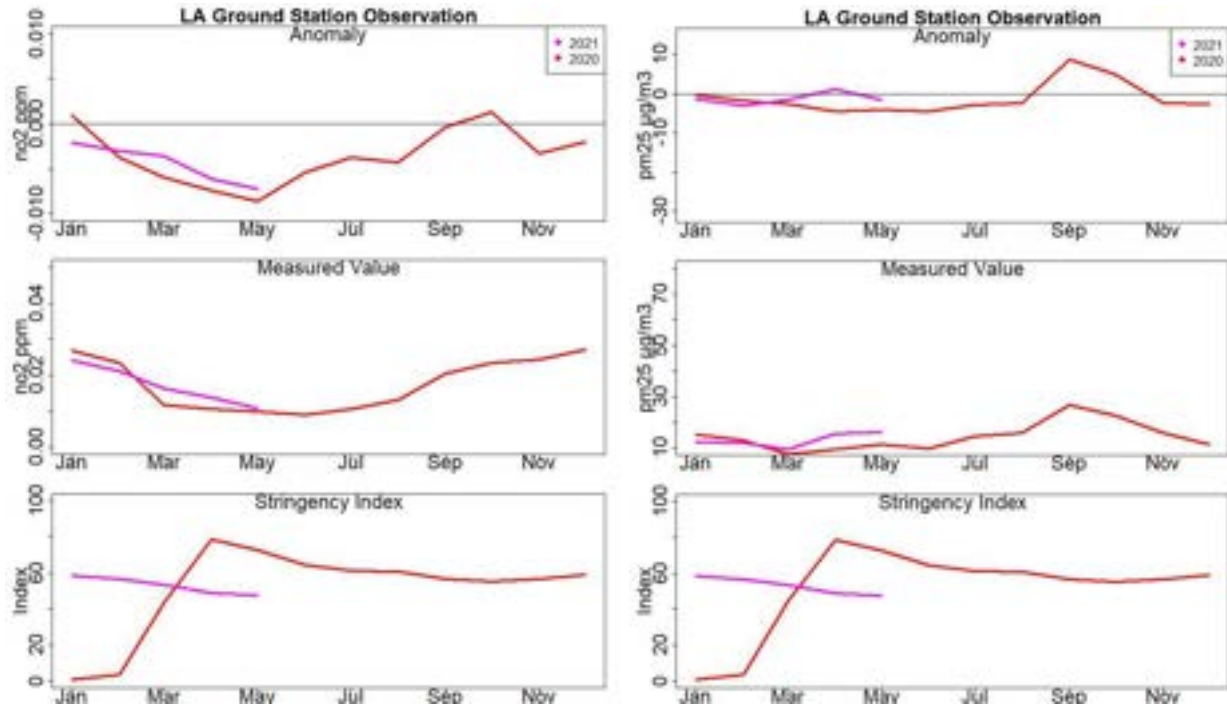 LA Ground Station Observation
Anomaly
2021
2020
no2 ppm
0.010
0.000
-0.010
Jan Mar May Jul Sep Nov
Measured Value
no2 ppm
0.04
0.02
0.00
Jan Mar May Jul Sep Nov
Stringency Index
Index
100
60
20
0
Jan Mar May Jul Sep Nov
LA Ground Station Observation
Anomaly
2021
2020
pm25 µg/m3
10
0
-10
-30
Jan Mar May Jul Sep Nov
Measured Value
pm25 µg/m3
70
50
30
10
Jan Mar May Jul Sep Nov
Stringency Index
Index
100
60
20
0
Jan Mar May Jul Sep Nov